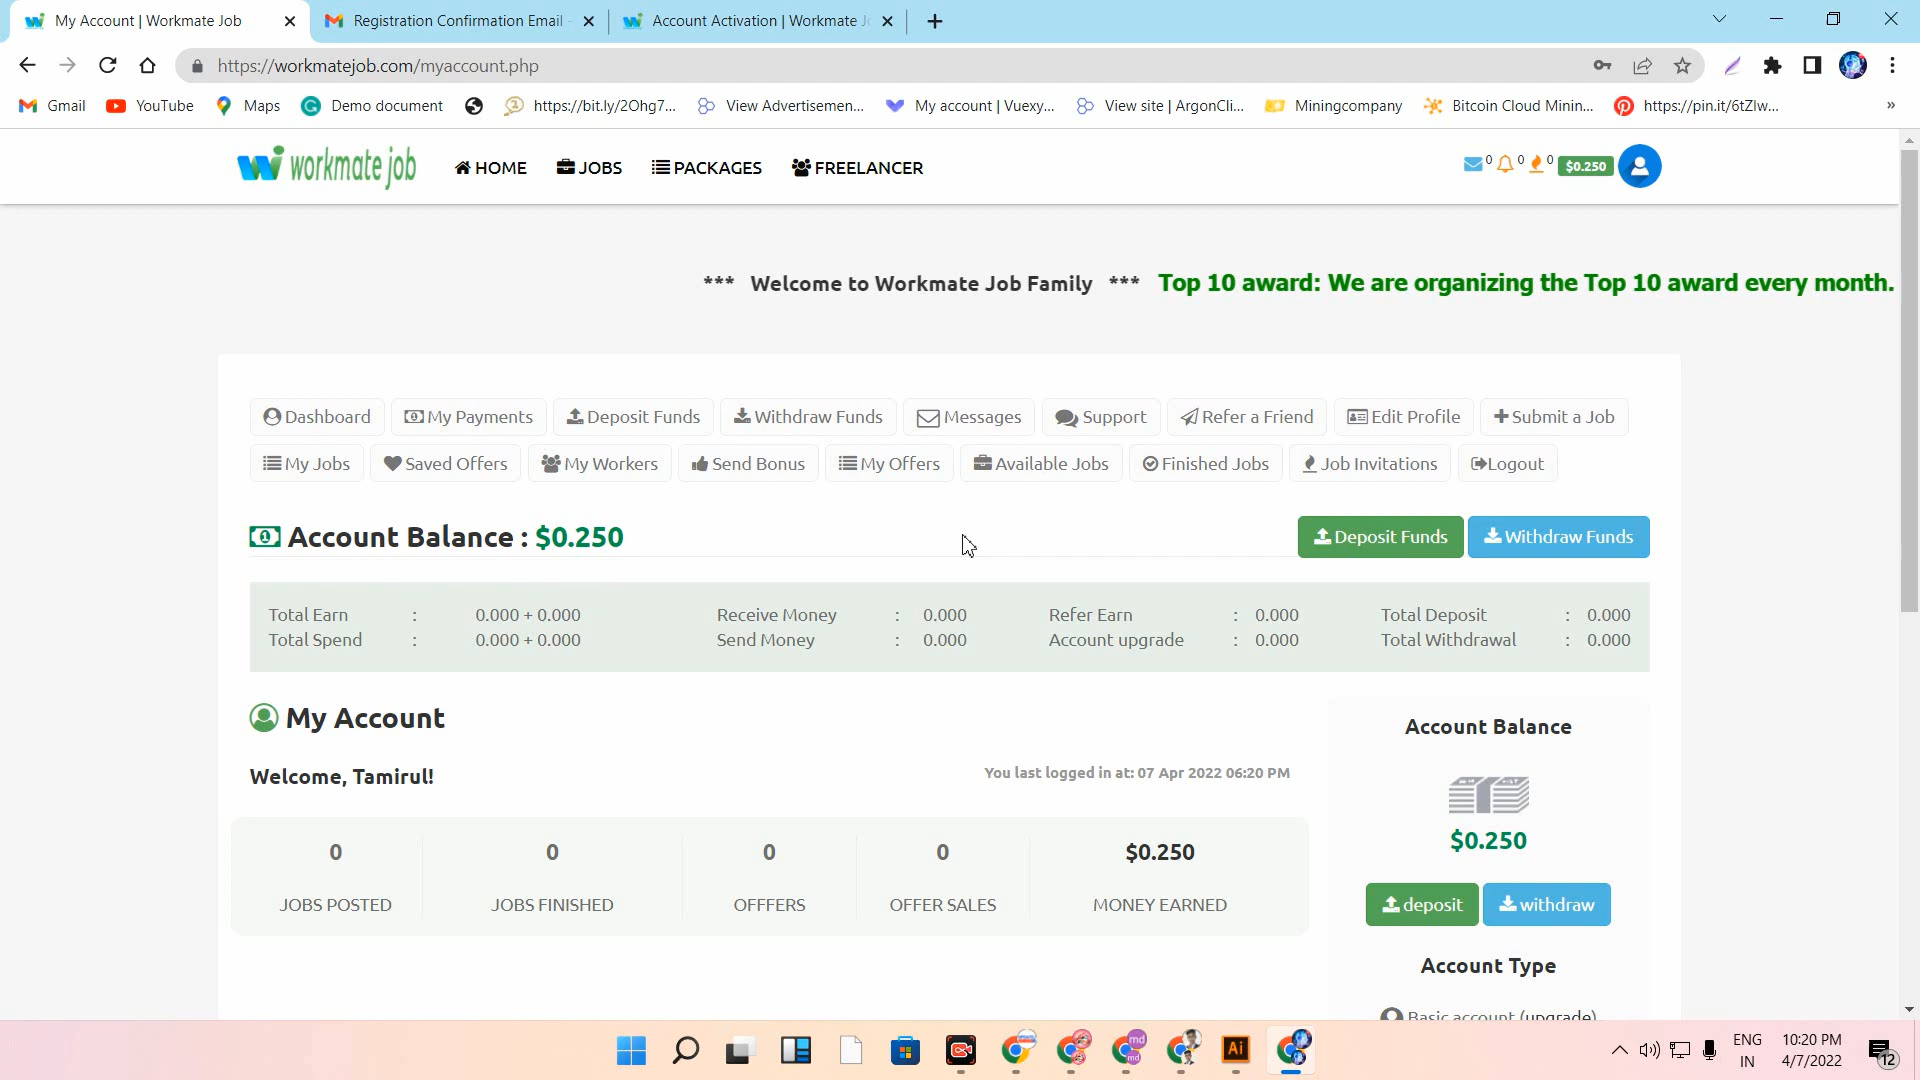 My Account | Workmate Job
Registration Confirmation Email
Account Activation | Workmate J
https://workmatejob.com/myaccount.php
Gmail
YouTube
Maps
Demo document
https://bit.ly/2Ohg7...
View Advertisemen...
My account | Vuexy...
View site | ArgonCli...
Miningcompany
Bitcoin Cloud Minin...
https://pin.it/6tZlw...
»
workmate job
HOME
JOBS
PACKAGES
FREELANCER
0 0 0 $0.250
*** Welcome to Workmate Job Family *** Top 10 award: We are organizing the Top 10 award every month.
Dashboard
My Payments
Deposit Funds
Withdraw Funds
Messages
Support
Refer a Friend
Edit Profile
Submit a Job
My Jobs
Saved Offers
My Workers
Send Bonus
My Offers
Available Jobs
Finished Jobs
Job Invitations
Logout
Account Balance : $0.250
Deposit Funds
Withdraw Funds
Total Earn : 0.000 + 0.000 Receive Money : 0.000 Refer Earn : 0.000 Total Deposit : 0.000
Total Spend : 0.000 + 0.000 Send Money : 0.000 Account upgrade : 0.000 Total Withdrawal : 0.000
My Account
Welcome, Tamirul!
You last logged in at: 07 Apr 2022 06:20 PM
0 0 0 0 $0.250
JOBS POSTED JOBS FINISHED OFFFERS OFFER SALES MONEY EARNED
Account Balance
$0.250
deposit
withdraw
Account Type
Basic account (upgrade)
md
md
Ai
ENG
IN
10:20 PM
4/7/2022
12